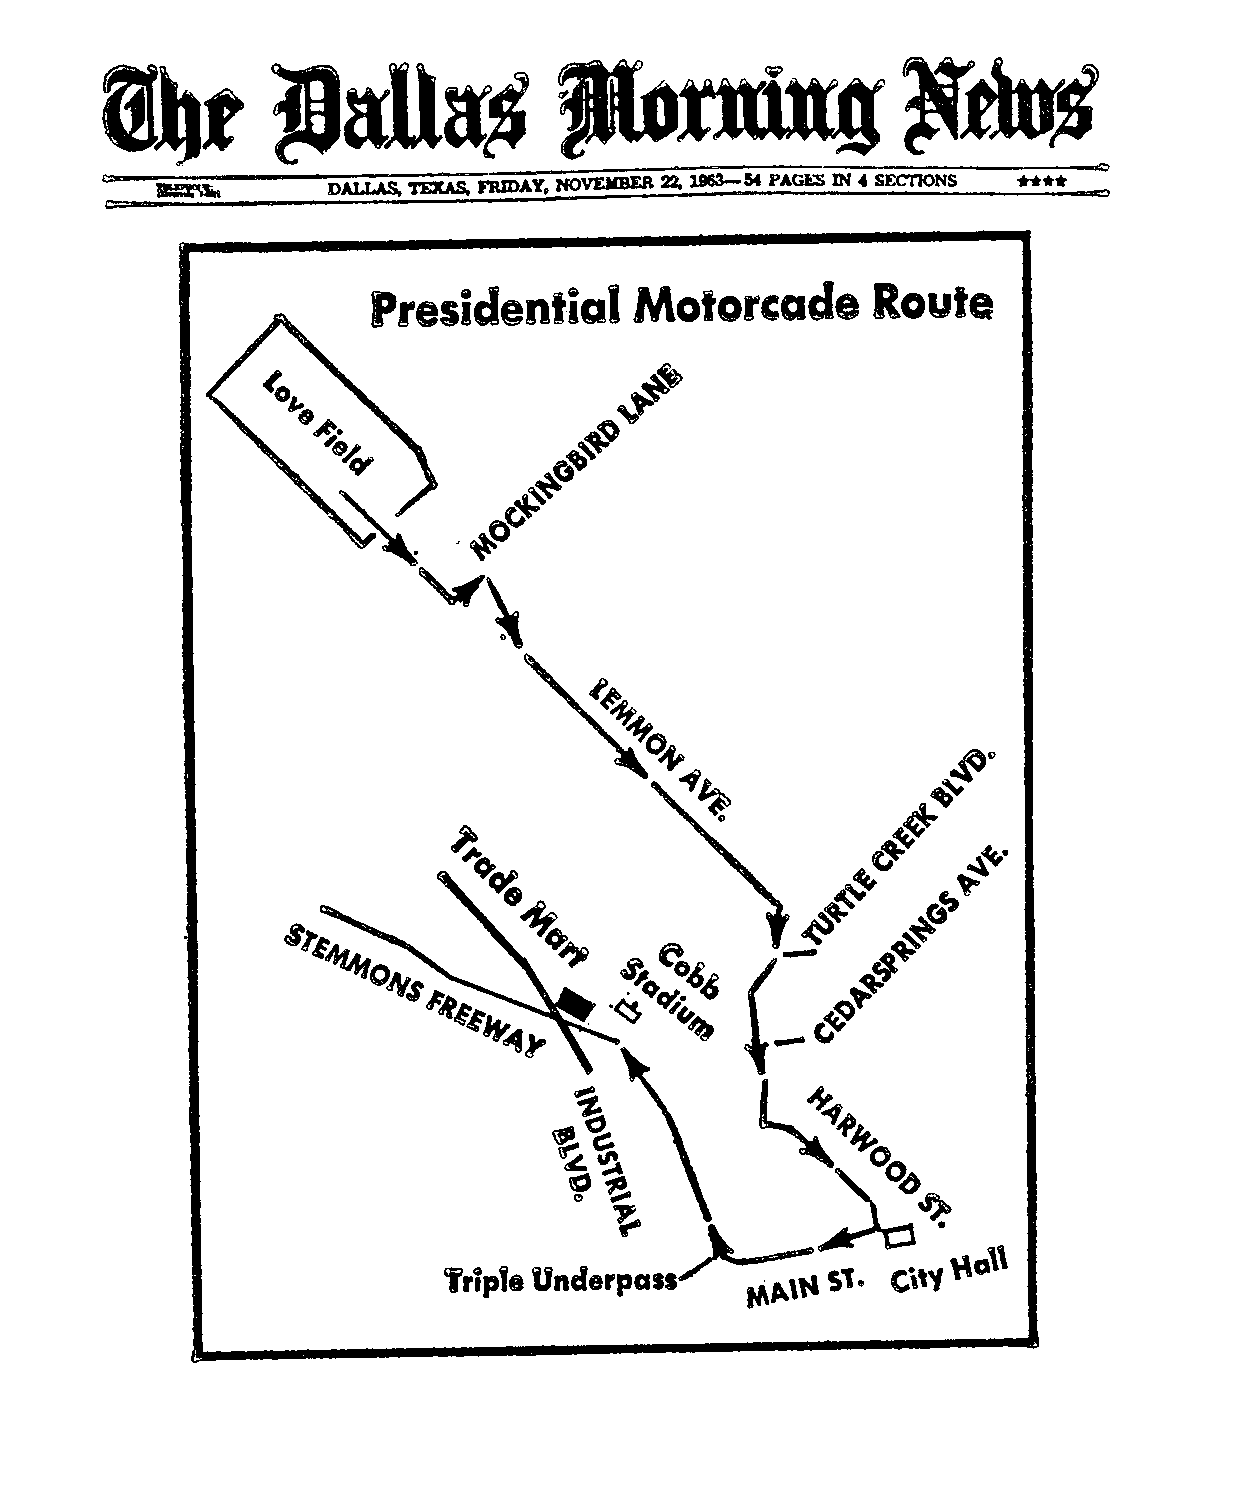 The Dallas Morning News
DALLAS, TEXAS, FRIDAY, NOVEMBER 22, 1963—54 PAGES IN 4 SECTIONS
★★★★
Presidential Motorcade Route
Love Field
MOCKINGBIRD LANE
LEMMON AVE.
TURTLE CREEK BLVD.
CEDARSPRINGS AVE.
Trade Mart
Cobb
Stadium
STEMMONS FREEWAY
HARWOOD ST.
INDUSTRIAL
BLVD.
Triple Underpass
MAIN ST.
City Hall